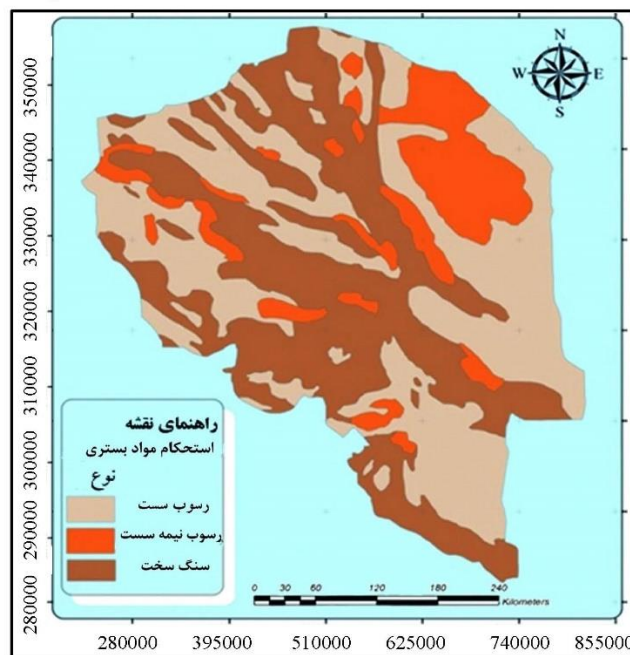 N
W E
S
350000
340000
330000
320000
310000
300000
290000
280000
راهنمای نقشه
استحکام مواد بستری
نوع
رسوب سست
رسوب نیمه سست
سنگ سخت
0 30 60 120 180 240
Kilometers
280000 395000 510000 625000 740000 855000